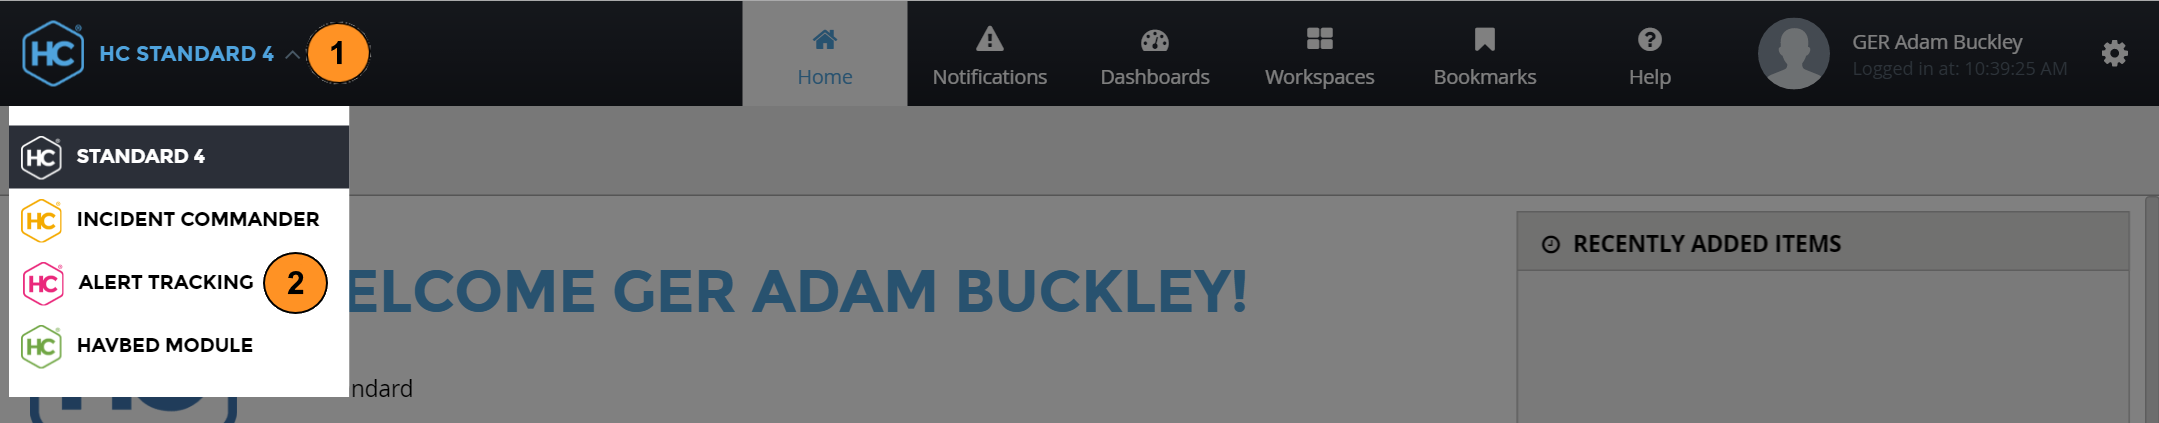 HC® HC STANDARD 4 1
Home
Notifications
Dashboards
Workspaces
Bookmarks
Help
GER Adam Buckley
Logged in at: 10:39:25 AM
HC® STANDARD 4
HC® INCIDENT COMMANDER
HC® ALERT TRACKING 2
HC® HAVBED MODULE
ELCOME GER ADAM BUCKLEY!
ndard
RECENTLY ADDED ITEMS